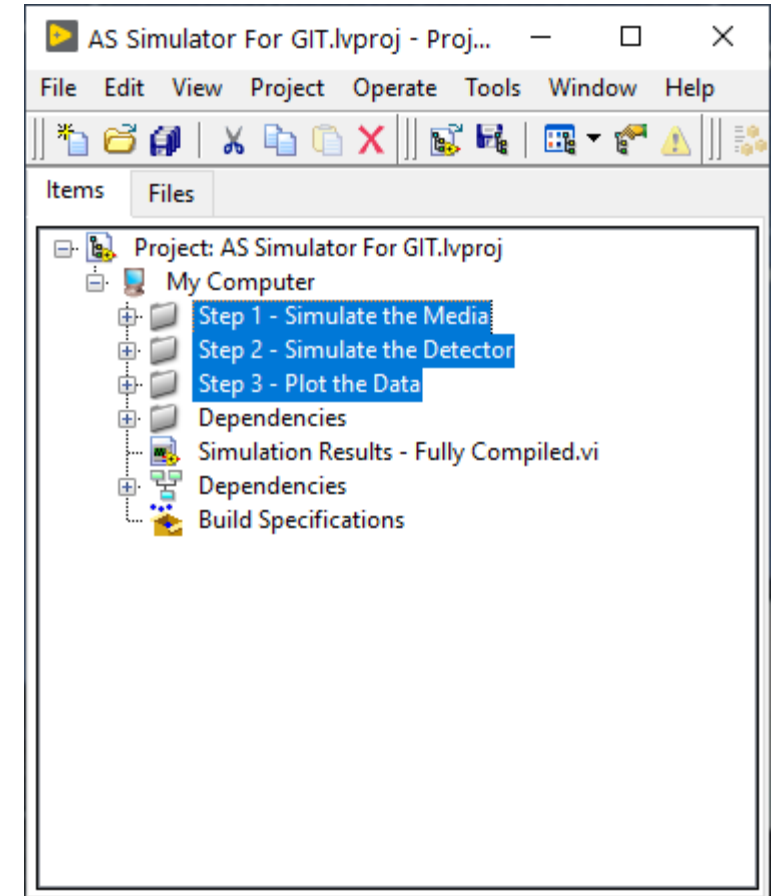 AS Simulator For GIT.lvproj - Proj...
File Edit View Project Operate Tools Window Help
Items Files
Project: AS Simulator For GIT.lvproj
My Computer
Step 1 - Simulate the Media
Step 2 - Simulate the Detector
Step 3 - Plot the Data
Dependencies
Simulation Results - Fully Compiled.vi
Dependencies
Build Specifications